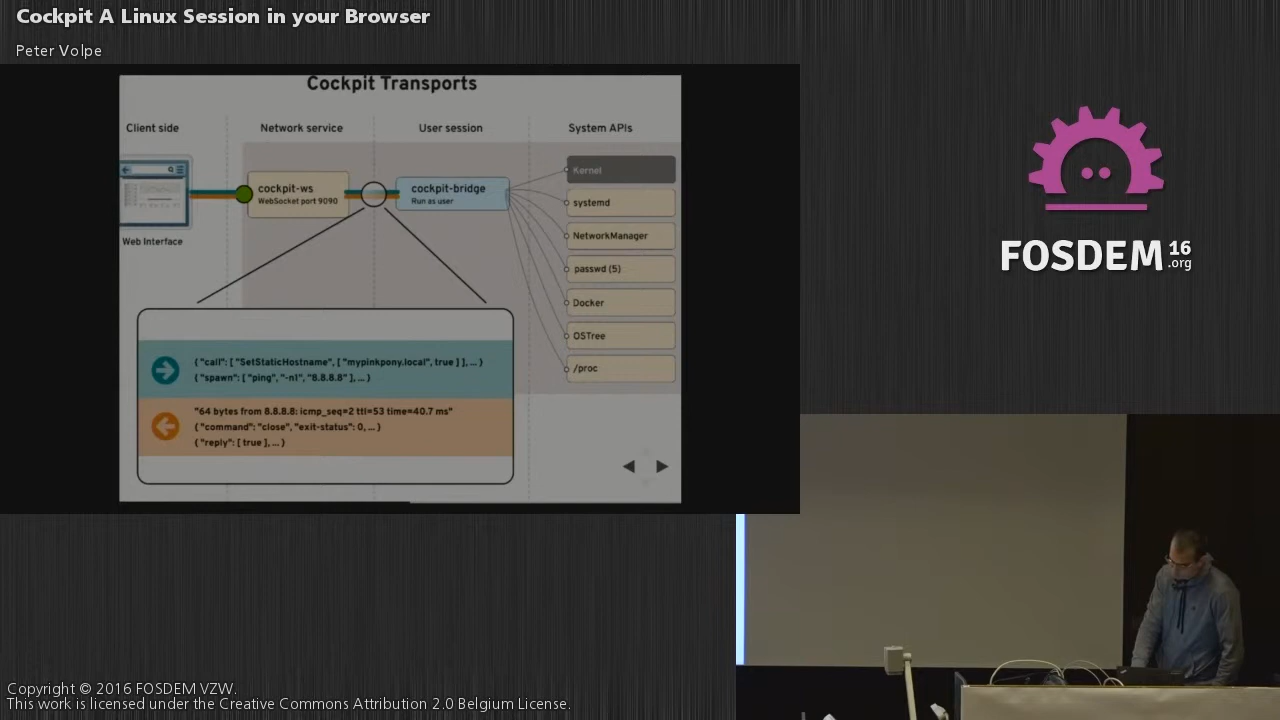 Cockpit A Linux Session in your Browser
Peter Volpe
Cockpit Transports
Client side
Network service
User session
System APIs
Web Interface
cockpit-ws
WebSocket port 9090
cockpit-bridge
Run as user
Kernel
systemd
NetworkManager
passwd (5)
Docker
OSTree
/proc
{ "call": [ "SetStaticHostname", [ "mypinkpony.local", true ] ], ... }
{ "spawn": [ "ping", "-n1", "8.8.8.8" ], ... }
"64 bytes from 8.8.8.8: icmp_seq=2 ttl=53 time=40.7 ms"
{ "command": "close", "exit-status": 0, ... }
{ "reply": [ true ], ... }
FOSDEM 16
.org
Copyright © 2016 FOSDEM VZW.
This work is licensed under the Creative Commons Attribution 2.0 Belgium License.